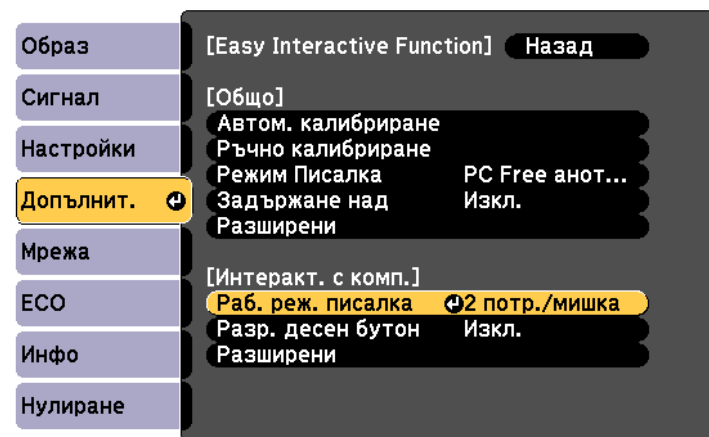 Образ
Сигнал
Настройки
Допълнит.
Мрежа
ECO
Инфо
Нулиране
[Easy Interactive Function] Назад
[Общо]
Автом. калибриране
Ръчно калибриране
Режим Писалка PC Free анот...
Задържане над Изкл.
Разширени
[Интеракт. с комп.]
Раб. реж. писалка 2 потр./мишка
Разр. десен бутон Изкл.
Разширени